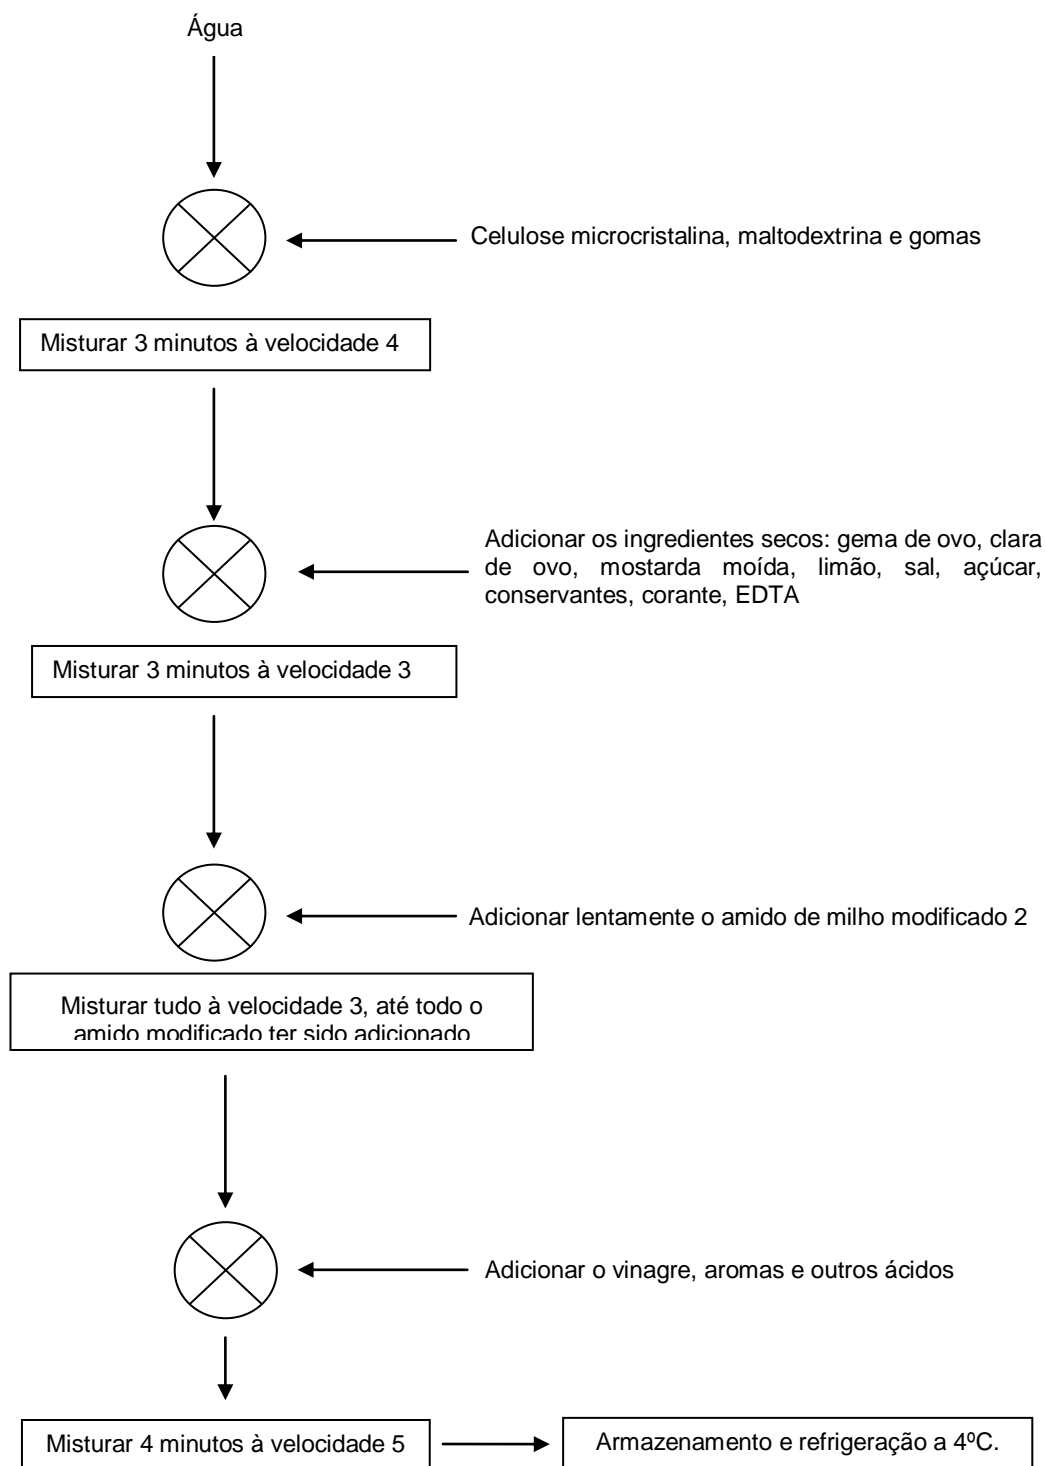 Água
Celulose microcristalina, maltodextrina e gomas
Misturar 3 minutos à velocidade 4
Adicionar os ingredientes secos: gema de ovo, clara
de ovo, mostarda moída, limão, sal, açúcar,
conservantes, corante, EDTA
Misturar 3 minutos à velocidade 3
Adicionar lentamente o amido de milho modificado 2
Misturar tudo à velocidade 3, até todo o
amido modificado ter sido adicionado
Adicionar o vinagre, aromas e outros ácidos
Misturar 4 minutos à velocidade 5
Armazenamento e refrigeração a 4ºC.